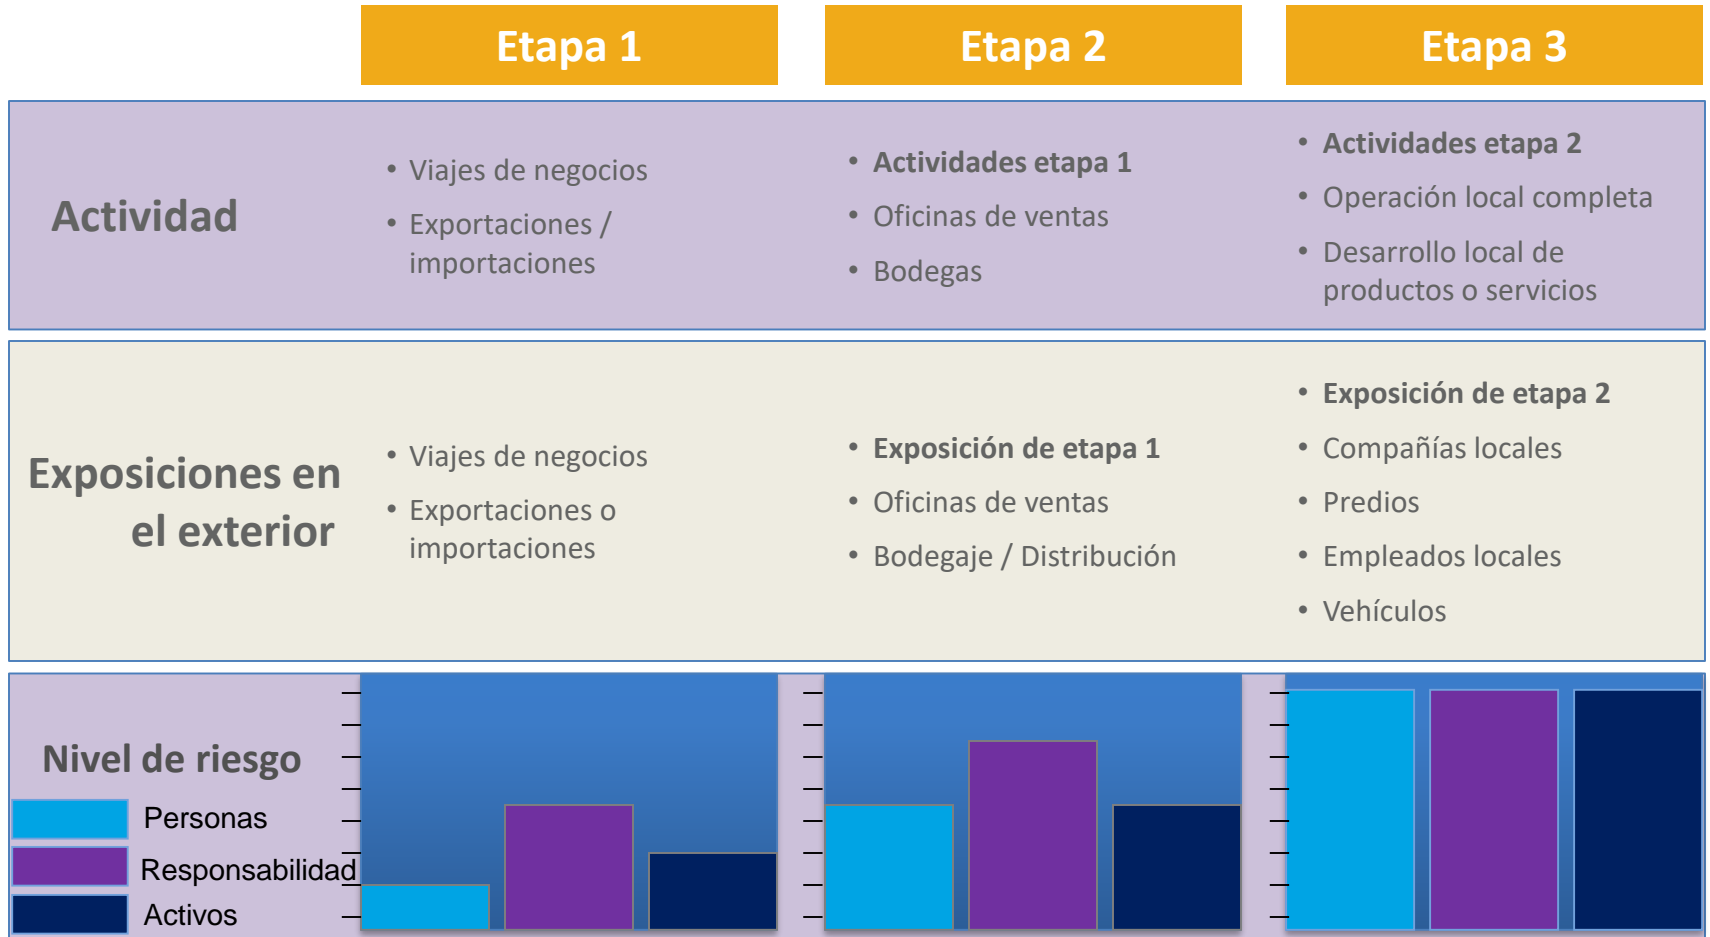 Etapa 1
Etapa 2
Etapa 3
Actividad
• Viajes de negocios
• Exportaciones /
importaciones
• Actividades etapa 1
• Oficinas de ventas
• Bodegas
• Actividades etapa 2
• Operación local completa
• Desarrollo local de
productos o servicios
Exposiciones en
el exterior
• Viajes de negocios
• Exportaciones o
importaciones
• Exposición de etapa 1
• Oficinas de ventas
• Bodegaje / Distribución
• Exposición de etapa 2
• Compañías locales
• Predios
• Empleados locales
• Vehículos
Nivel de riesgo
Personas
Responsabilidad
Activos